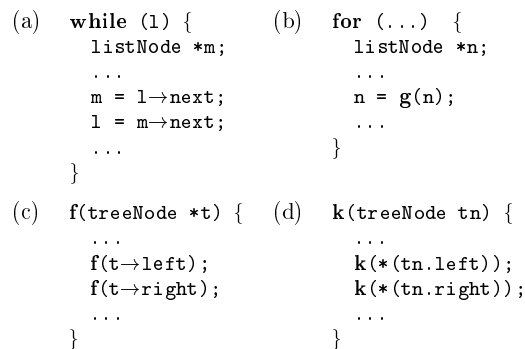 (a) while (l) {
listNode *m;
...
m = l→next;
l = m→next;
...
}
(b) for (...) {
listNode *n;
...
n = g(n);
...
}
(c) f(treeNode *t) {
...
f(t→left);
f(t→right);
...
}
(d) k(treeNode tn) {
...
k(*(tn.left));
k(*(tn.right));
...
}